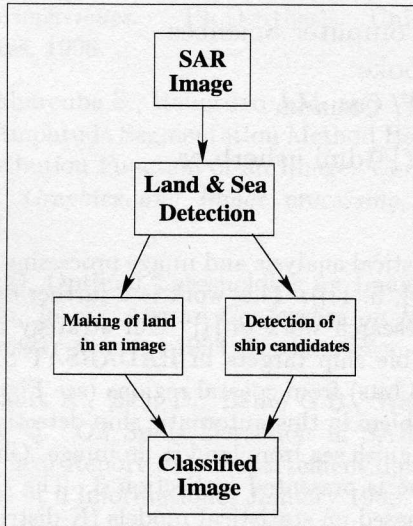 SAR
Image
Land & Sea
Detection
Making of land
in an image
Detection of
ship candidates
Classified
Image